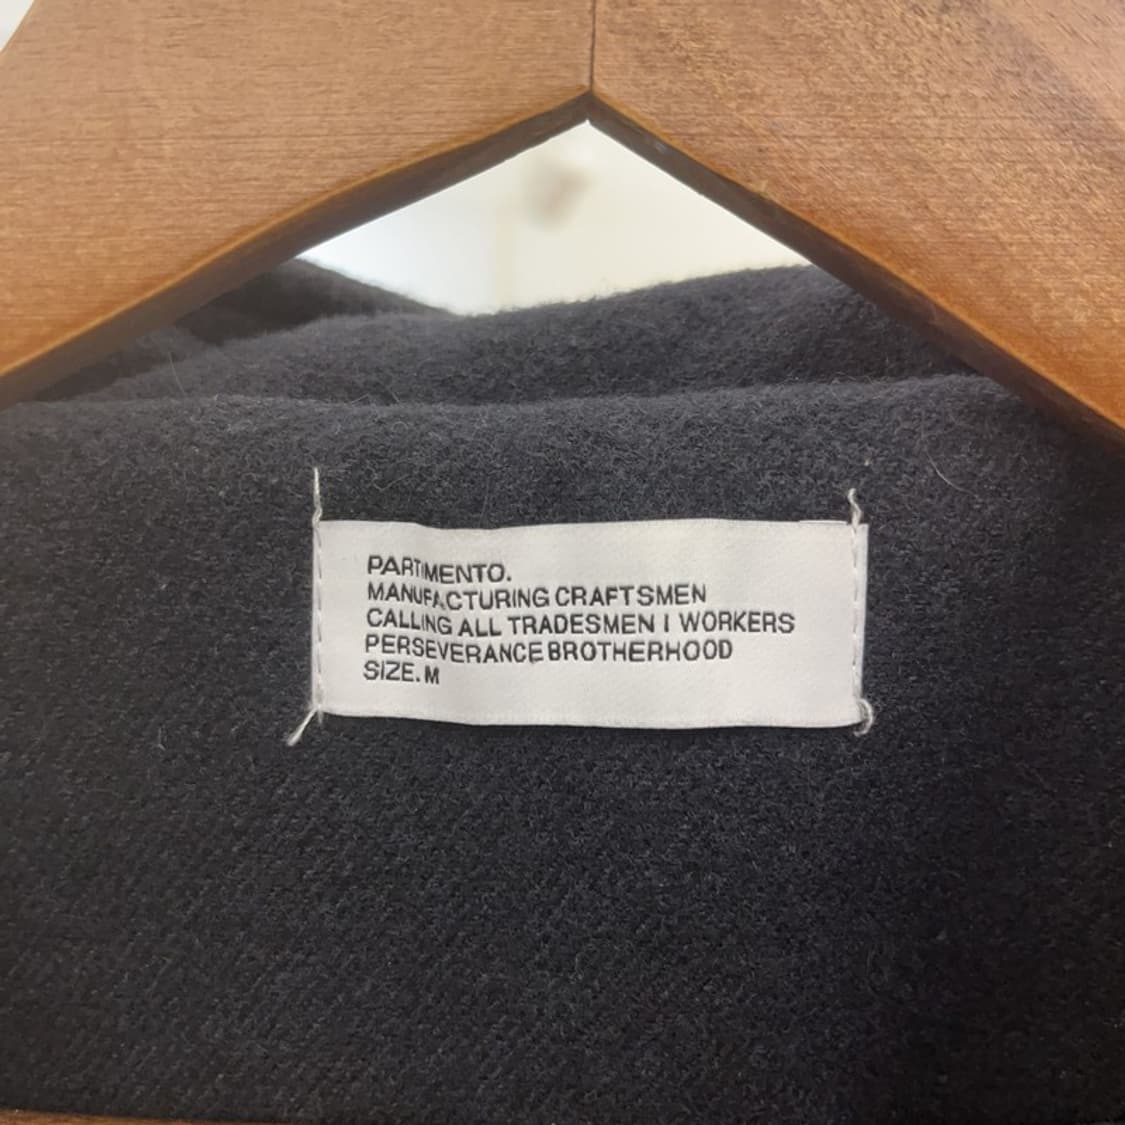 PARTIMENTO.
MANUFACTURING CRAFTSMEN
CALLING ALL TRADESMEN I WORKERS
PERSEVERANCE BROTHERHOOD
SIZE. M